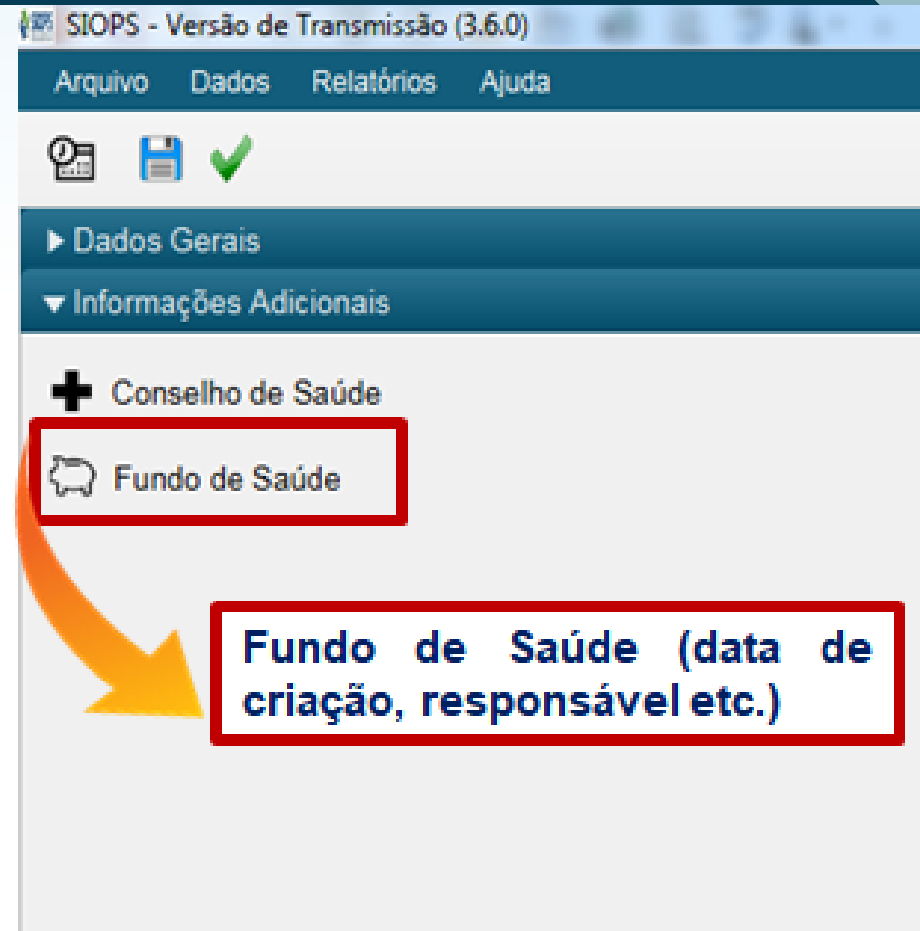 SIOPS - Versão de Transmissão (3.6.0)
Arquivo Dados Relatórios Ajuda
Dados Gerais
Informações Adicionais
Conselho de Saúde
Fundo de Saúde
Fundo de Saúde (data de
criação, responsável etc.)